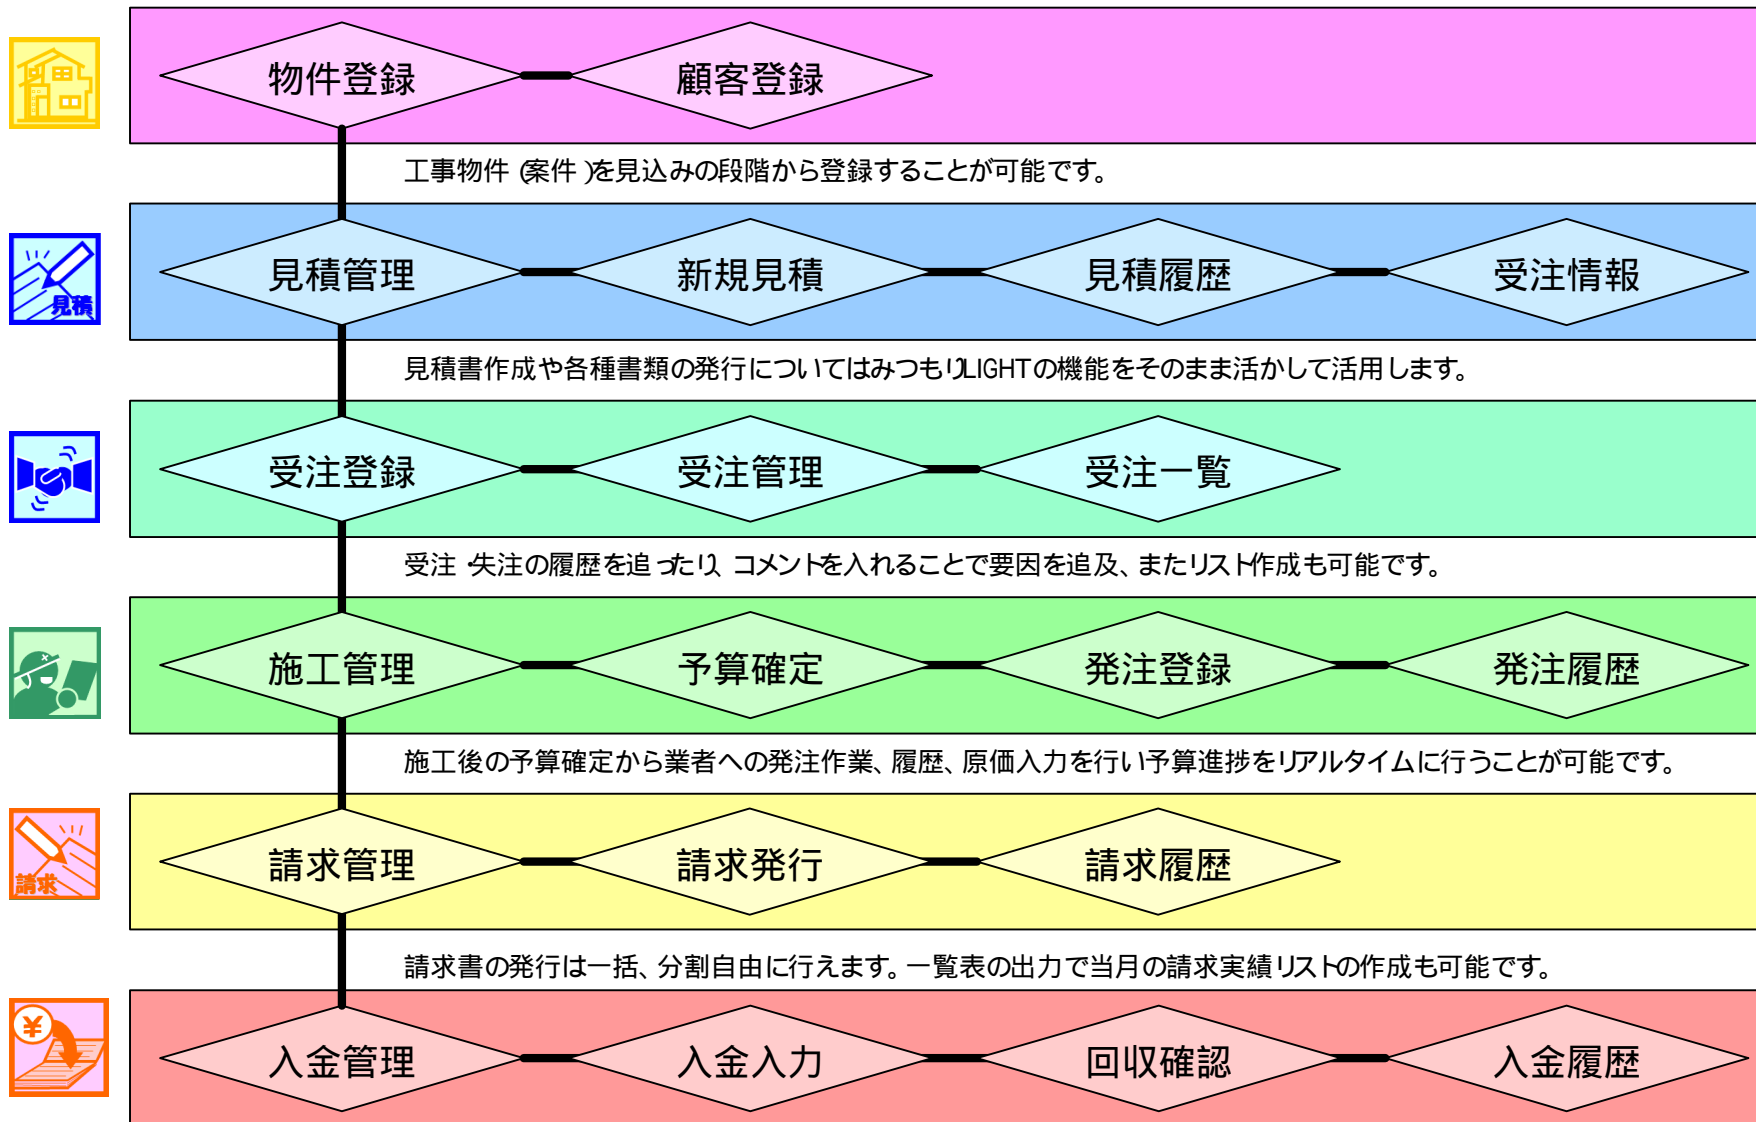 物件登録 顧客登録
工事物件(案件)を見込みの段階から登録することが可能です。
見積
見積管理 新規見積 見積履歴 受注情報
見積書作成や各種書類の発行についてはみつもりLIGHTの機能をそのまま活かして活用します。
受注登録 受注管理 受注一覧
受注・失注の履歴を追ったり、コメントを入れることで要因を追及、またリスト作成も可能です。
施工管理 予算確定 発注登録 発注履歴
施工後の予算確定から業者への発注作業、履歴、原価入力を行い予算進捗をリアルタイムに行うことが可能です。
請求
請求管理 請求発行 請求履歴
請求書の発行は一括、分割自由に行えます。一覧表の出力で当月の請求実績リストの作成も可能です。
¥
入金管理 入金入力 回収確認 入金履歴